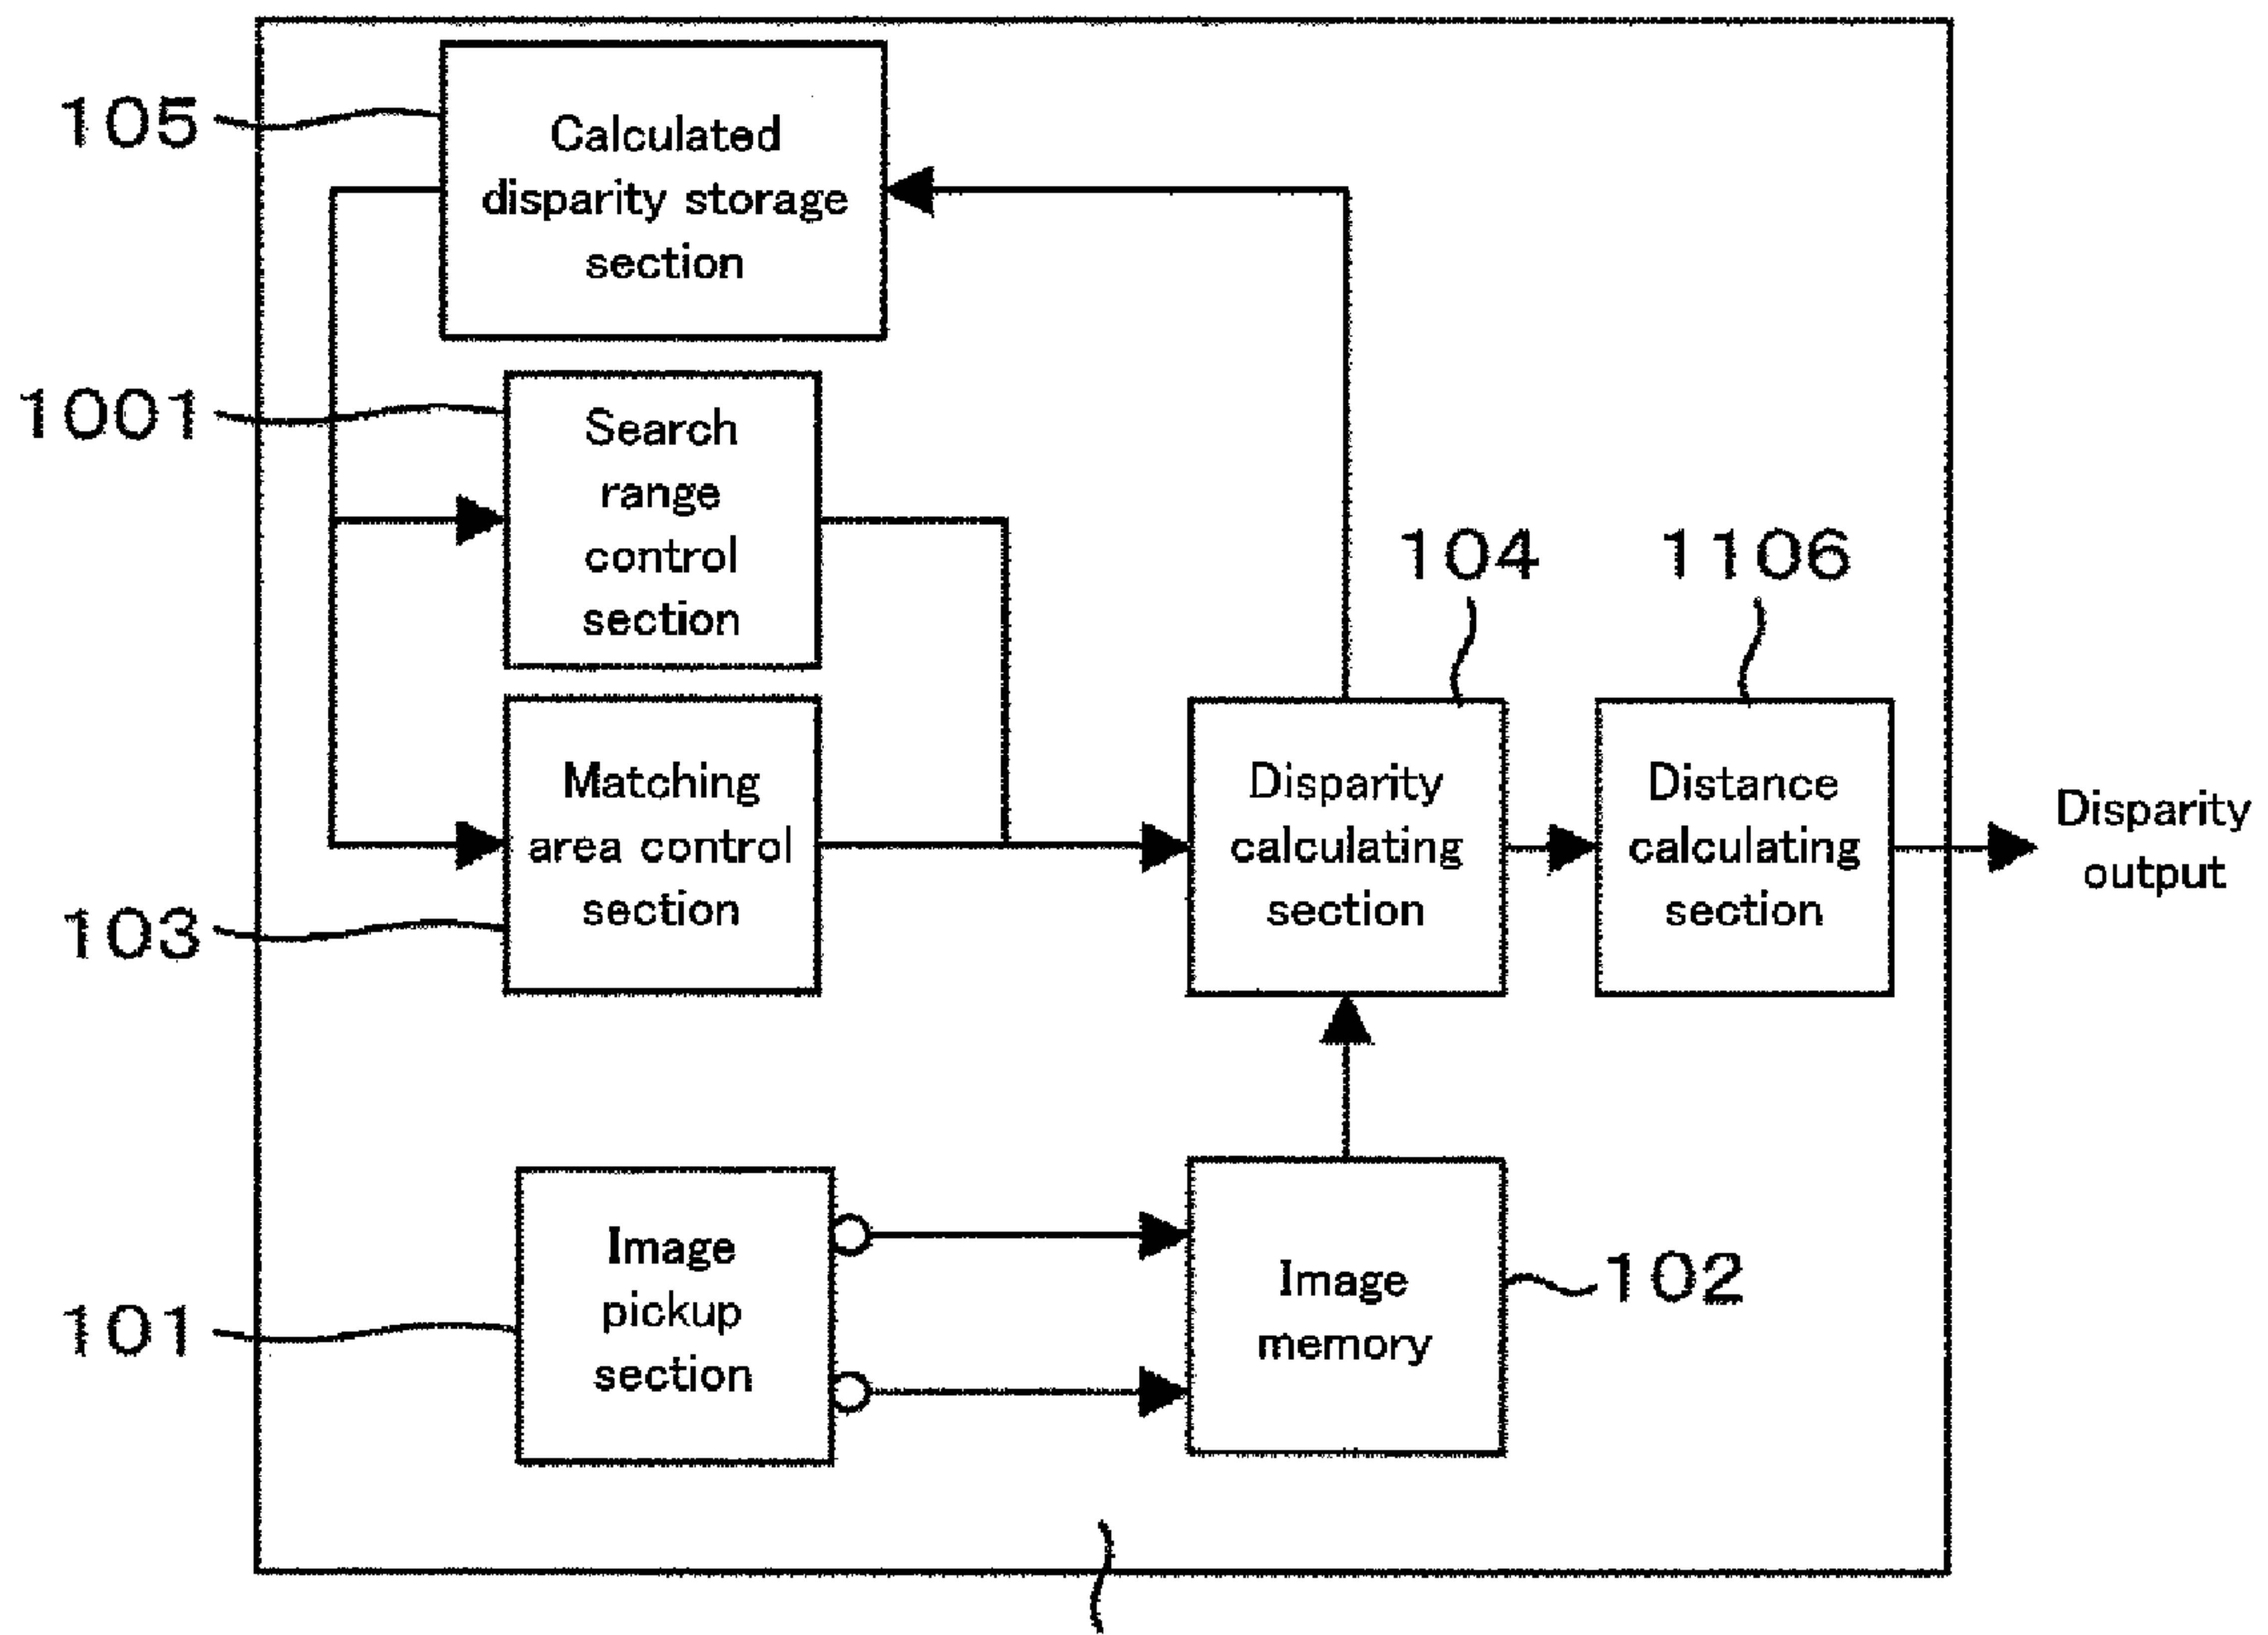 105
Calculated
disparity storage
section
1001
Search
range
control
section
104
1106
103
Matching
area control
section
Disparity
calculating
section
Distance
calculating
section
Disparity
output
101
Image
pickup
section
Image
memory
102